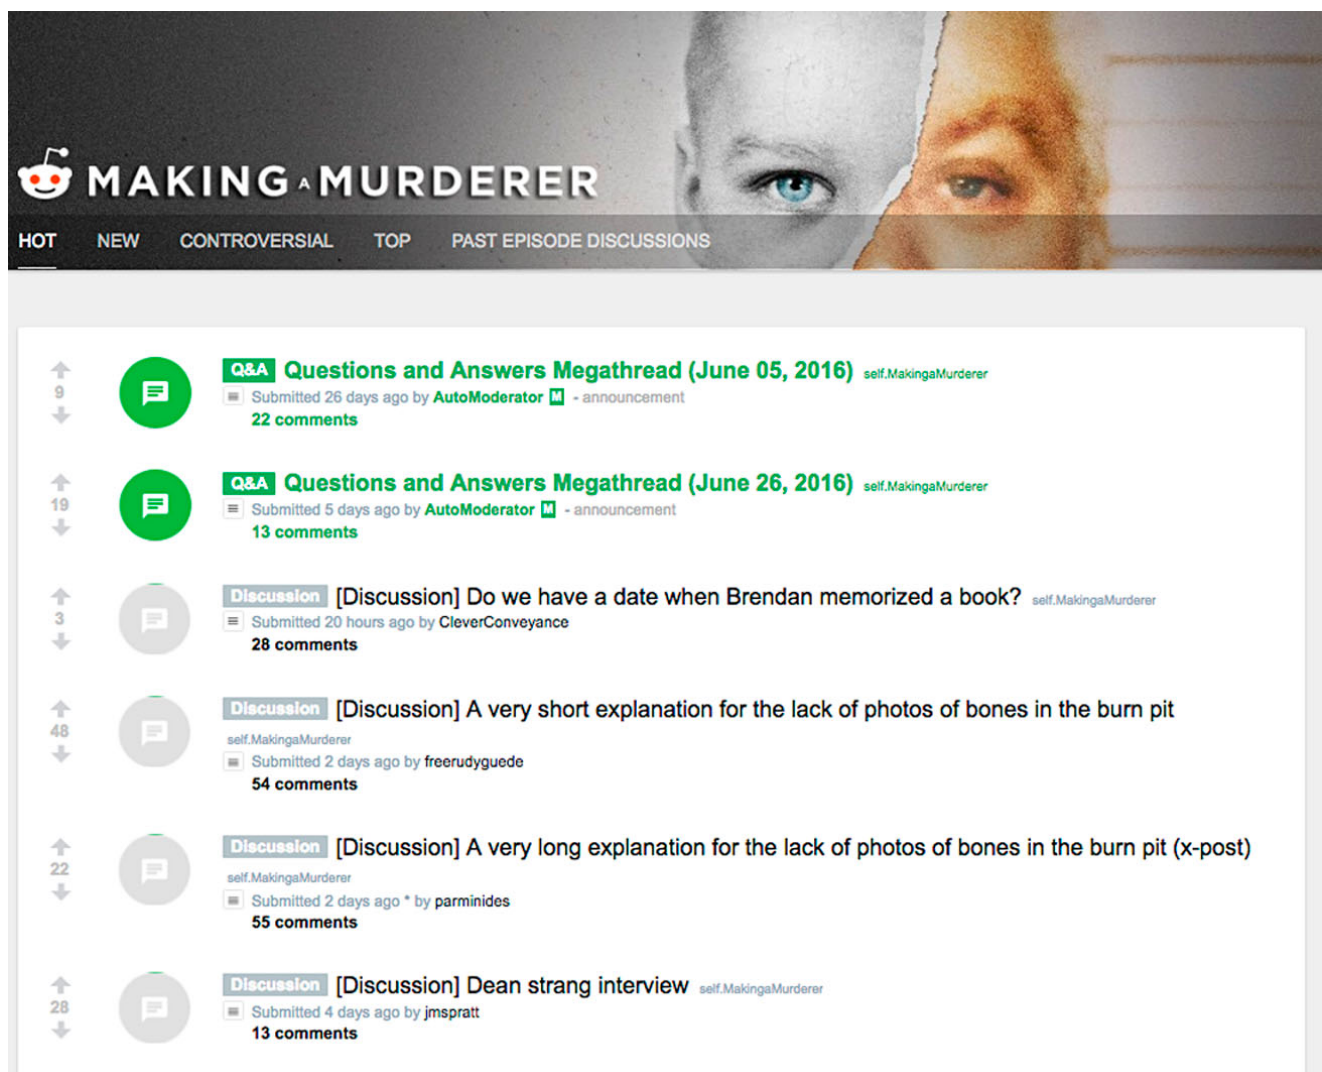 MAKING A MURDERER
HOT NEW CONTROVERSIAL TOP PAST EPISODE DISCUSSIONS
Q&A Questions and Answers Megathread (June 05, 2016) self.MakingaMurderer
9
Submitted 26 days ago by AutoModerator M - announcement
22 comments
Q&A Questions and Answers Megathread (June 26, 2016) self.MakingaMurderer
19
Submitted 5 days ago by AutoModerator M - announcement
13 comments
Discussion [Discussion] Do we have a date when Brendan memorized a book? self.MakingaMurderer
3
Submitted 20 hours ago by CleverConveyance
28 comments
Discussion [Discussion] A very short explanation for the lack of photos of bones in the burn pit
48
self.MakingaMurderer
Submitted 2 days ago by freerudyguede
54 comments
Discussion [Discussion] A very long explanation for the lack of photos of bones in the burn pit (x-post)
22
self.MakingaMurderer
Submitted 2 days ago * by parminides
55 comments
Discussion [Discussion] Dean strang interview self.MakingaMurderer
28
Submitted 4 days ago by jmspratt
13 comments